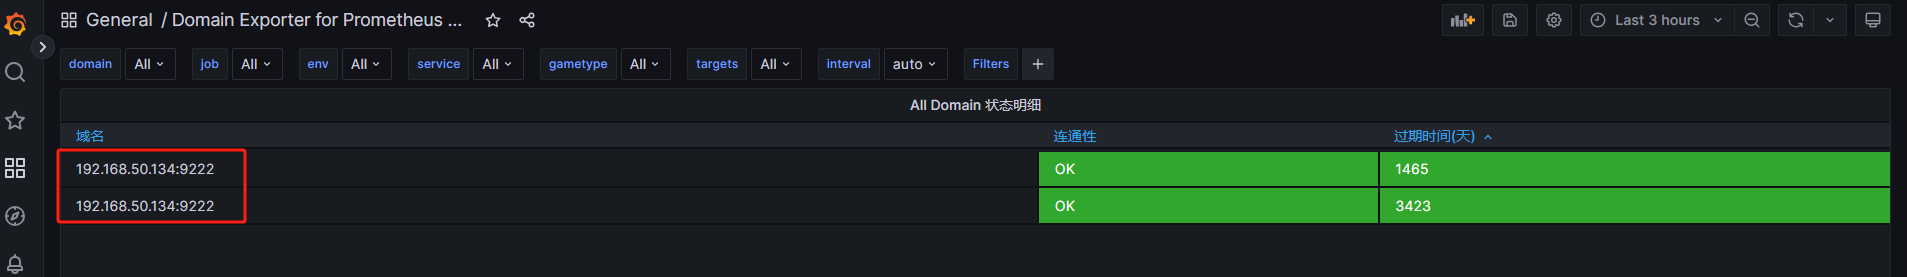 General / Domain Exporter for Prometheus ...
Last 3 hours
domain All job All env All service All gametype All targets All interval auto Filters +
All Domain 状态明细
域名 连通性 过期时间(天)
192.168.50.134:9222 OK 1465
192.168.50.134:9222 OK 3423